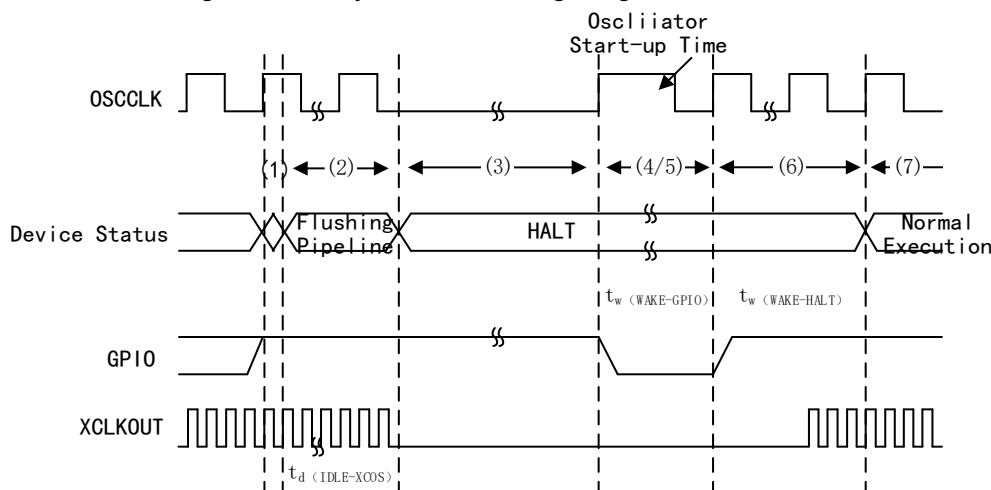 Oscliiiator
Start-up Time
OSCCLK
(1)
(2)
(3)
(4/5)
(6)
(7)
Device Status
Flushing
Pipeline
HALT
Normal
Execution
tw (WAKE-GPIO)
tw (WAKE-HALT)
GPIO
XCLKOUT
td (IDLE-XCOS)